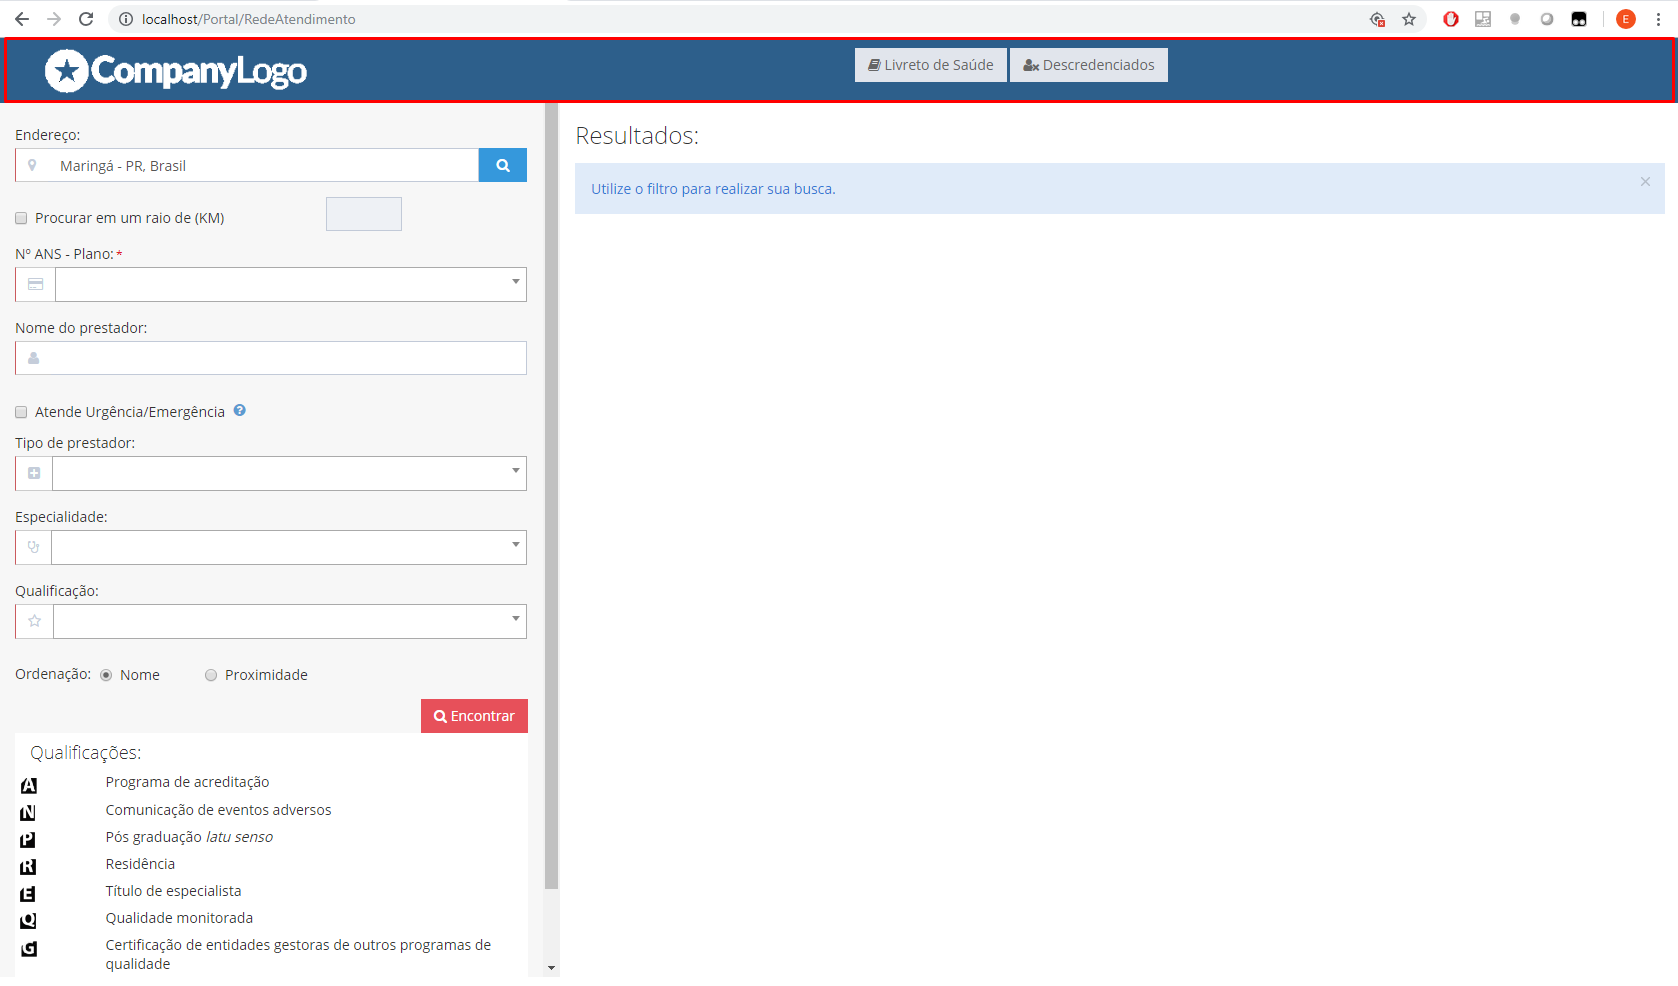 localhost/Portal/RedeAtendimento
E
CompanyLogo
Livreto de Saúde
Descredenciados
Endereço:
Maringá - PR, Brasil
Procurar em um raio de (KM)
Nº ANS - Plano: *
Nome do prestador:
Atende Urgência/Emergência
Tipo de prestador:
Especialidade:
Qualificação:
Ordenação: Nome Proximidade
Encontrar
Qualificações:
A Programa de acreditação
N Comunicação de eventos adversos
P Pós graduação latu senso
R Residência
E Título de especialista
Q Qualidade monitorada
G Certificação de entidades gestoras de outros programas de
qualidade
Resultados:
Utilize o filtro para realizar sua busca.
×